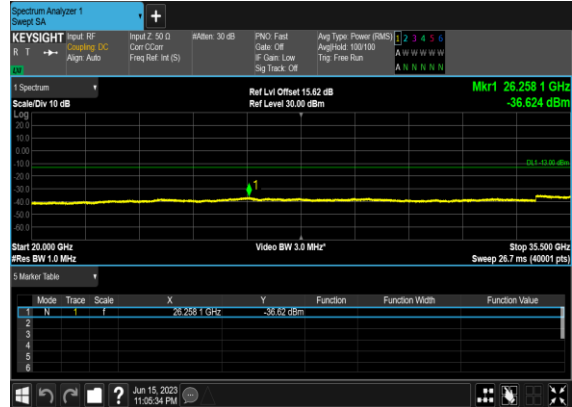 Spectrum Analyzer 1
Swept SA
+
KEYSIGHT Input: RF Input Z: 50 Ω #Atten: 30 dB PNO: Fast Avg Type: Power (RMS) 1 2 3 4 5 6
R T Coupling: DC Corr CCorr Gate: Off Avg|Hold: 100/100 A W W W W W
Align: Auto Freq Ref: Int (S) IF Gain: Low Trig: Free Run
Sig Track: Off A N N N N N
1 Spectrum Ref Lvl Offset 15.62 dB Mkr1 26.258 1 GHz
Scale/Div 10 dB Ref Level 30.00 dBm -36.624 dBm
Log
20.0
10.0
0.00
-10.0 DL1 -13.00 dBm
-20.0
-30.0 1
-40.0
-50.0
-60.0
Start 20.000 GHz Video BW 3.0 MHz* Stop 35.500 GHz
#Res BW 1.0 MHz Sweep 26.7 ms (40001 pts)
5 Marker Table
Mode Trace Scale X Y Function Function Width Function Value
1 N 1 f 26.258 1 GHz -36.62 dBm
2
3
4
5
6
? Jun 15, 2023
11:05:34 PM